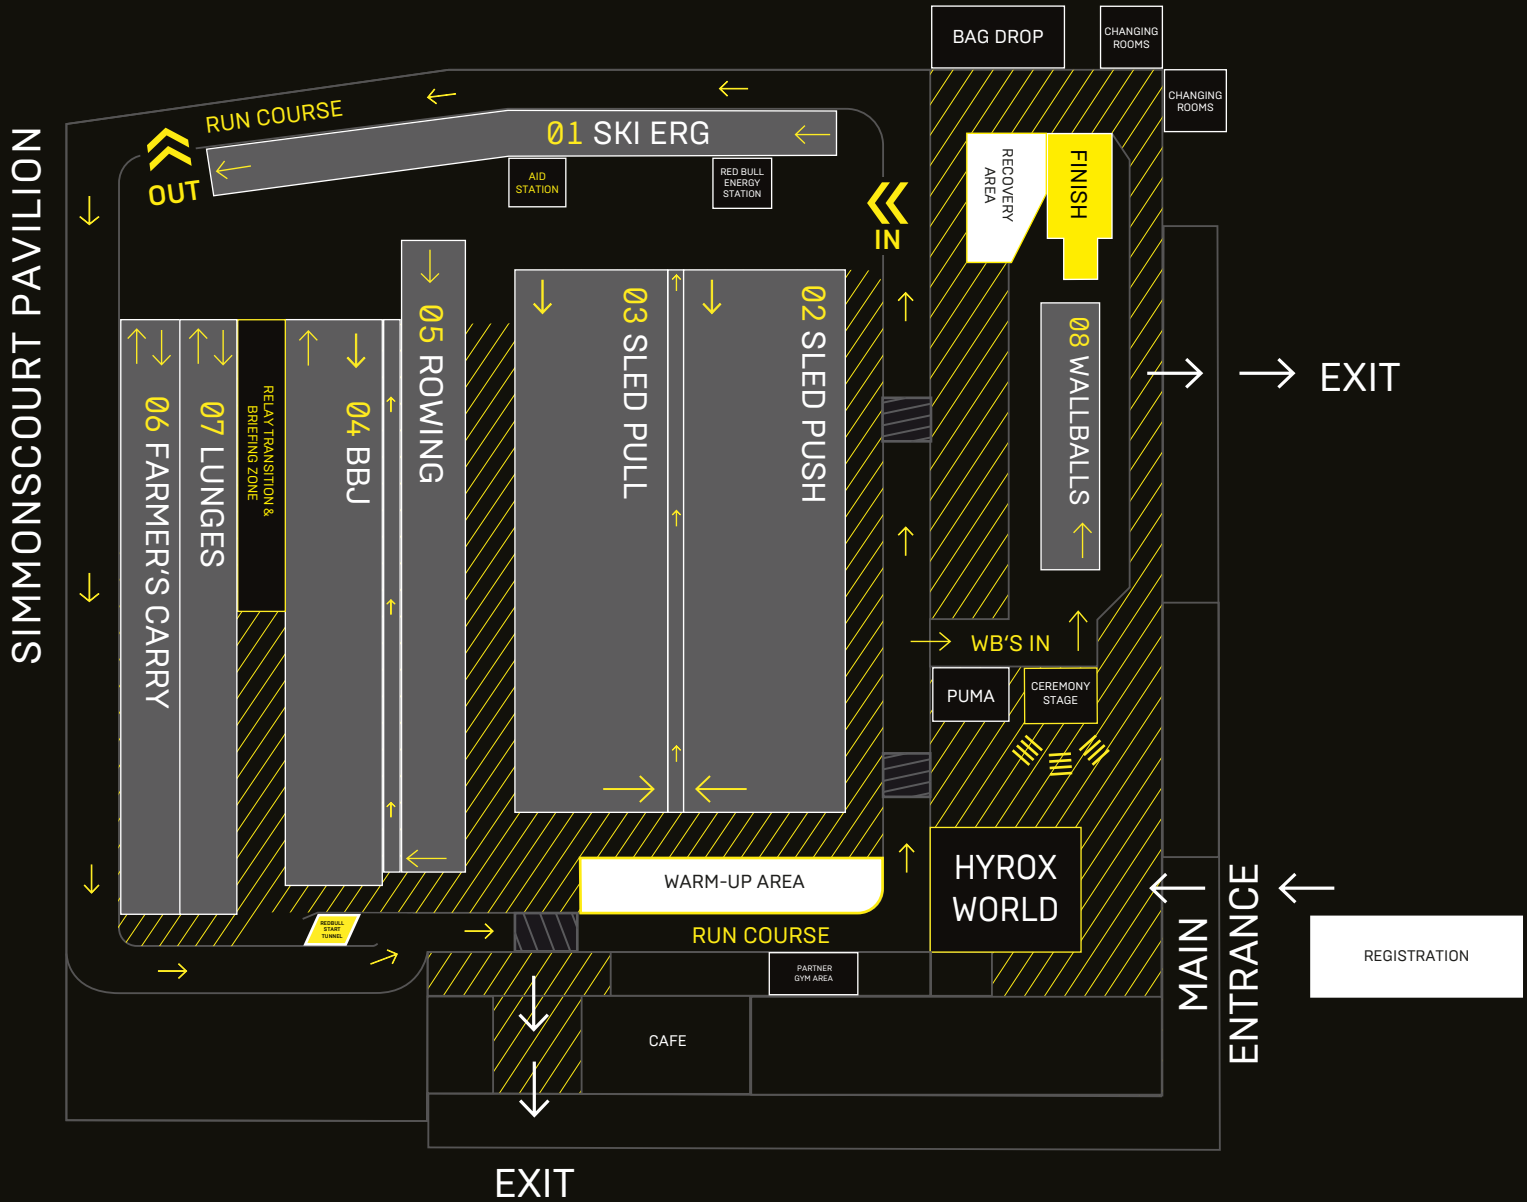 BAG DROP
CHANGING
ROOMS
CHANGING
ROOMS
RUN COURSE
01 SKI ERG
OUT
AID
STATION
RED BULL
ENERGY
STATION
IN
RECOVERY
AREA
FINISH
SIMMONSCOURT PAVILION
06 FARMER'S CARRY
07 LUNGES
RELAY TRANSITION &
BRIEFING ZONE
04 BBJ
05 ROWING
03 SLED PULL
02 SLED PUSH
08 WALLBALLS
EXIT
WB'S IN
PUMA
CEREMONY
STAGE
WARM-UP AREA
HYROX
WORLD
REDBULL
START
TUNNEL
RUN COURSE
PARTNER
GYM AREA
MAIN
ENTRANCE
REGISTRATION
CAFE
EXIT